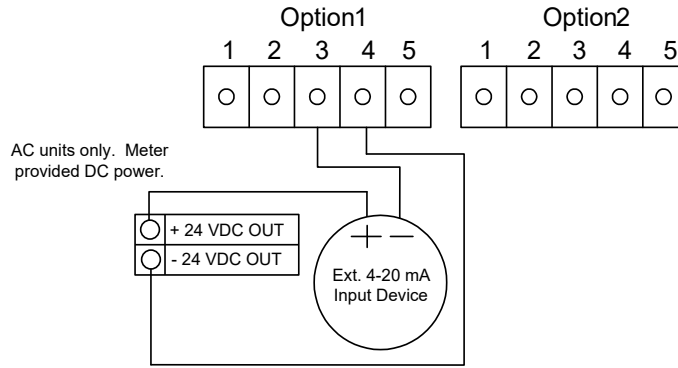 Option1 Option2
1 2 3 4 5 1 2 3 4 5
AC units only. Meter
provided DC power.
+ 24 VDC OUT
- 24 VDC OUT
+ −
Ext. 4-20 mA
Input Device